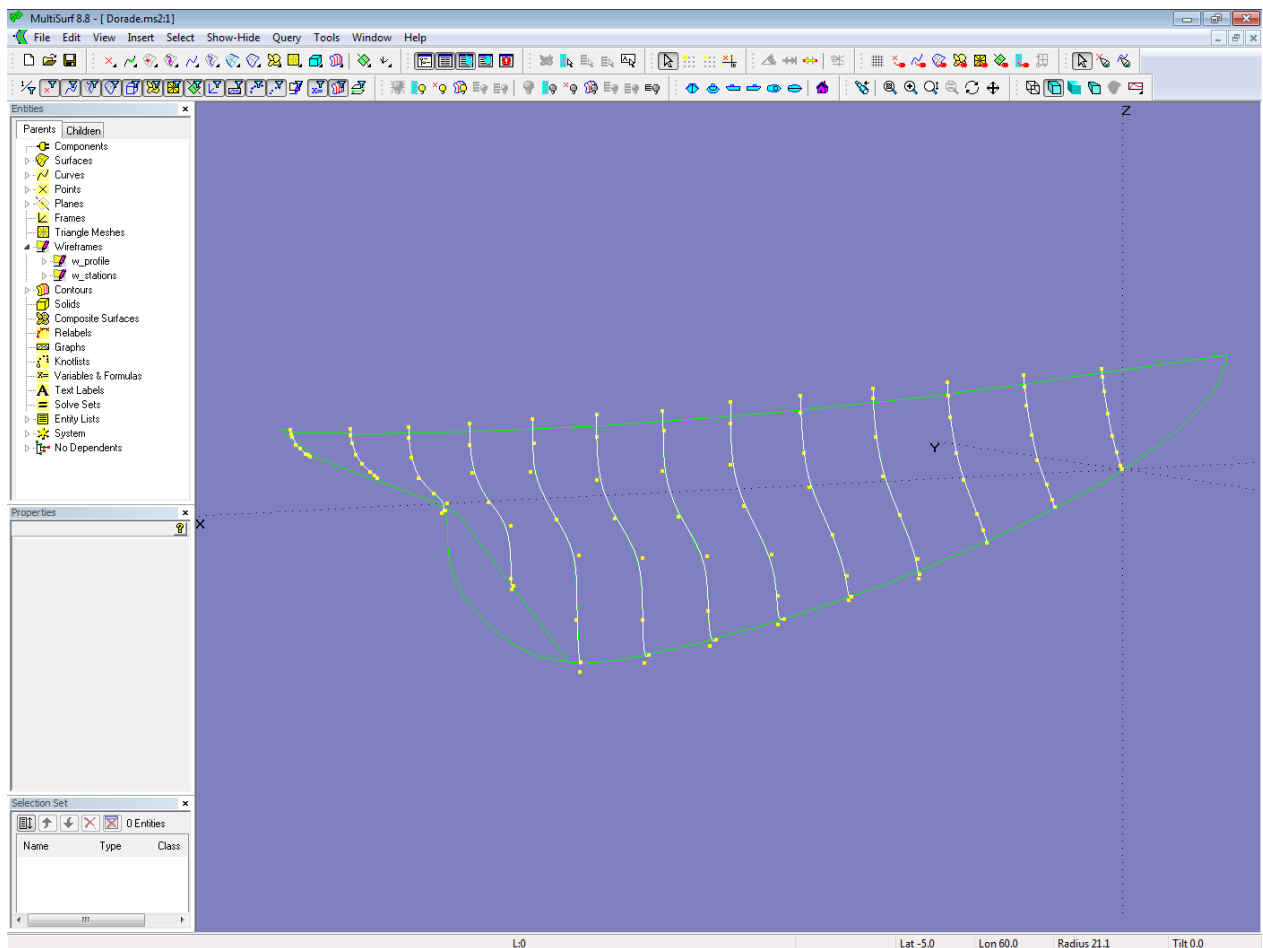 MultiSurf 8.8 - [ Dorade.ms2:1]
File Edit View Insert Select Show-Hide Query Tools Window Help
Entities
Parents Children
Components
Surfaces
Curves
Points
Planes
Frames
Triangle Meshes
Wireframes
w_profile
w_stations
Contours
Solids
Composite Surfaces
Relabels
Graphs
Knotlists
Variables & Formulas
Text Labels
Solve Sets
Entity Lists
System
No Dependents
Properties
Selection Set
0 Entities
Name Type Class
Z
Y
X
L:0 Lat -5.0 Lon 60.0 Radius 21.1 Tilt 0.0